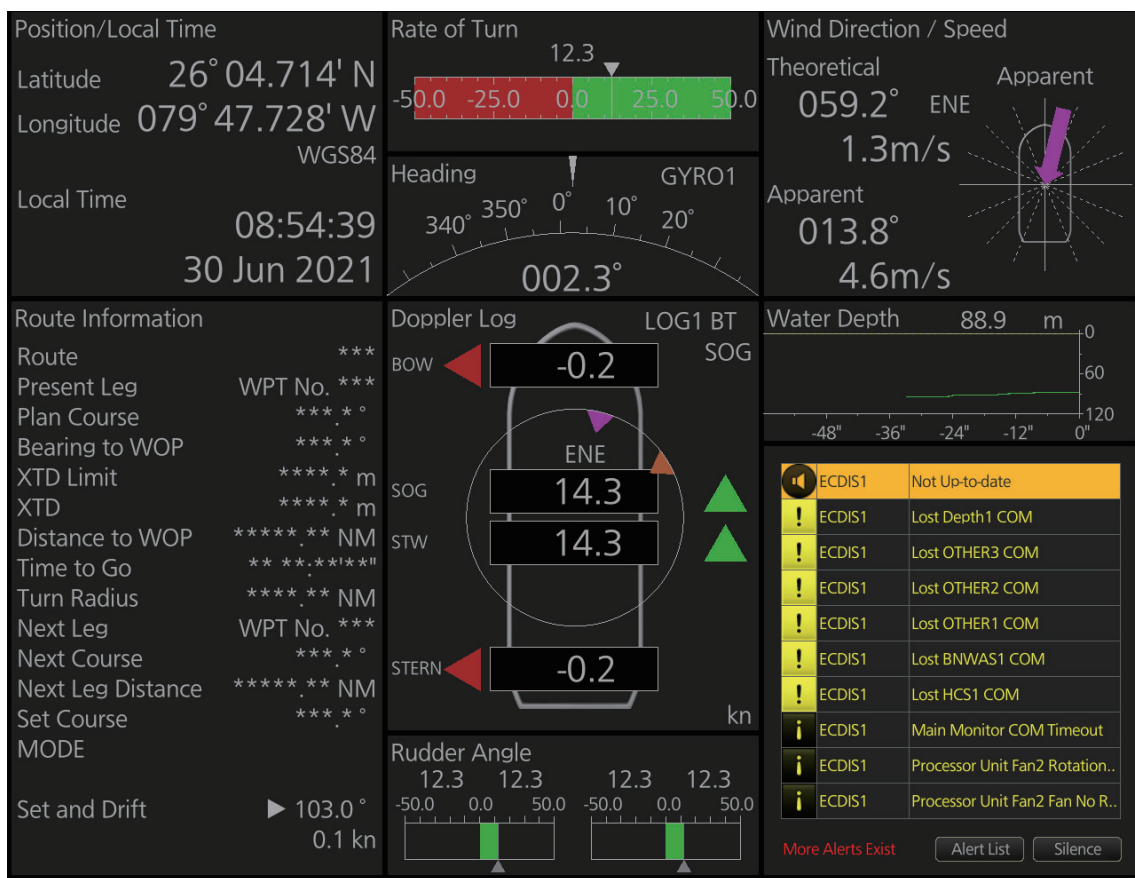 Position/Local Time
Latitude 26° 04.714' N
Longitude 079° 47.728' W
WGS84
Local Time
08:54:39
30 Jun 2021
Rate of Turn
12.3
-50.0 -25.0 0.0 25.0 50.0
Heading GYRO1
340° 350° 0° 10° 20°
002.3°
Wind Direction / Speed
Theoretical
059.2° ENE
1.3m/s
Apparent
Apparent
013.8°
4.6m/s
Route Information
Route ***
Present Leg WPT No. ***
Plan Course ***.* °
Bearing to WOP ***.* °
XTD Limit ****.* m
XTD ****.* m
Distance to WOP *****.** NM
Time to Go ** **:**'**"
Turn Radius ****.** NM
Next Leg WPT No. ***
Next Course ***.* °
Next Leg Distance *****.** NM
Set Course ***.* °
MODE
Set and Drift ▶ 103.0 °
0.1 kn
Doppler Log LOG1 BT
SOG
BOW -0.2
ENE
SOG 14.3
STW 14.3
STERN -0.2
kn
Rudder Angle
12.3 12.3 12.3 12.3
-50.0 0.0 50.0 -50.0 0.0 50.0
Water Depth 88.9 m
0
60
120
-48" -36" -24" -12" 0"
ECDIS1 Not Up-to-date
! ECDIS1 Lost Depth1 COM
! ECDIS1 Lost OTHER3 COM
! ECDIS1 Lost OTHER2 COM
! ECDIS1 Lost OTHER1 COM
! ECDIS1 Lost BNWAS1 COM
! ECDIS1 Lost HCS1 COM
i ECDIS1 Main Monitor COM Timeout
i ECDIS1 Processor Unit Fan2 Rotation..
i ECDIS1 Processor Unit Fan2 Fan No R..
More Alerts Exist Alert List Silence